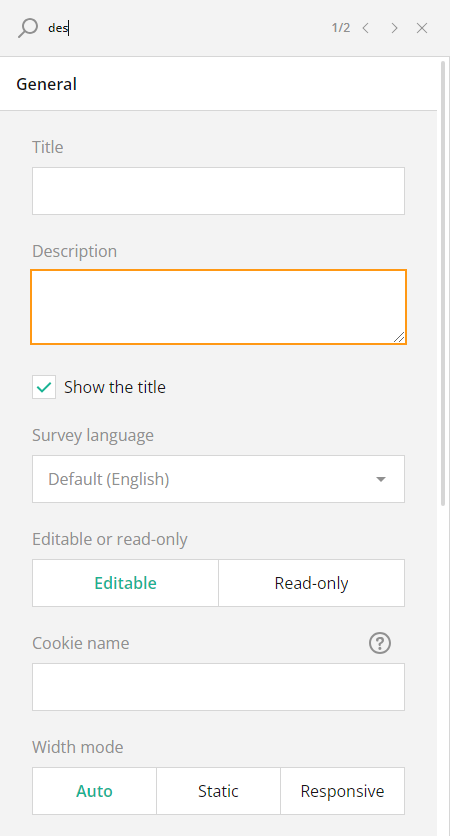 des 1/2
General
Title
Description
Show the title
Survey language
Default (English)
Editable or read-only
Editable Read-only
Cookie name
Width mode
Auto Static Responsive